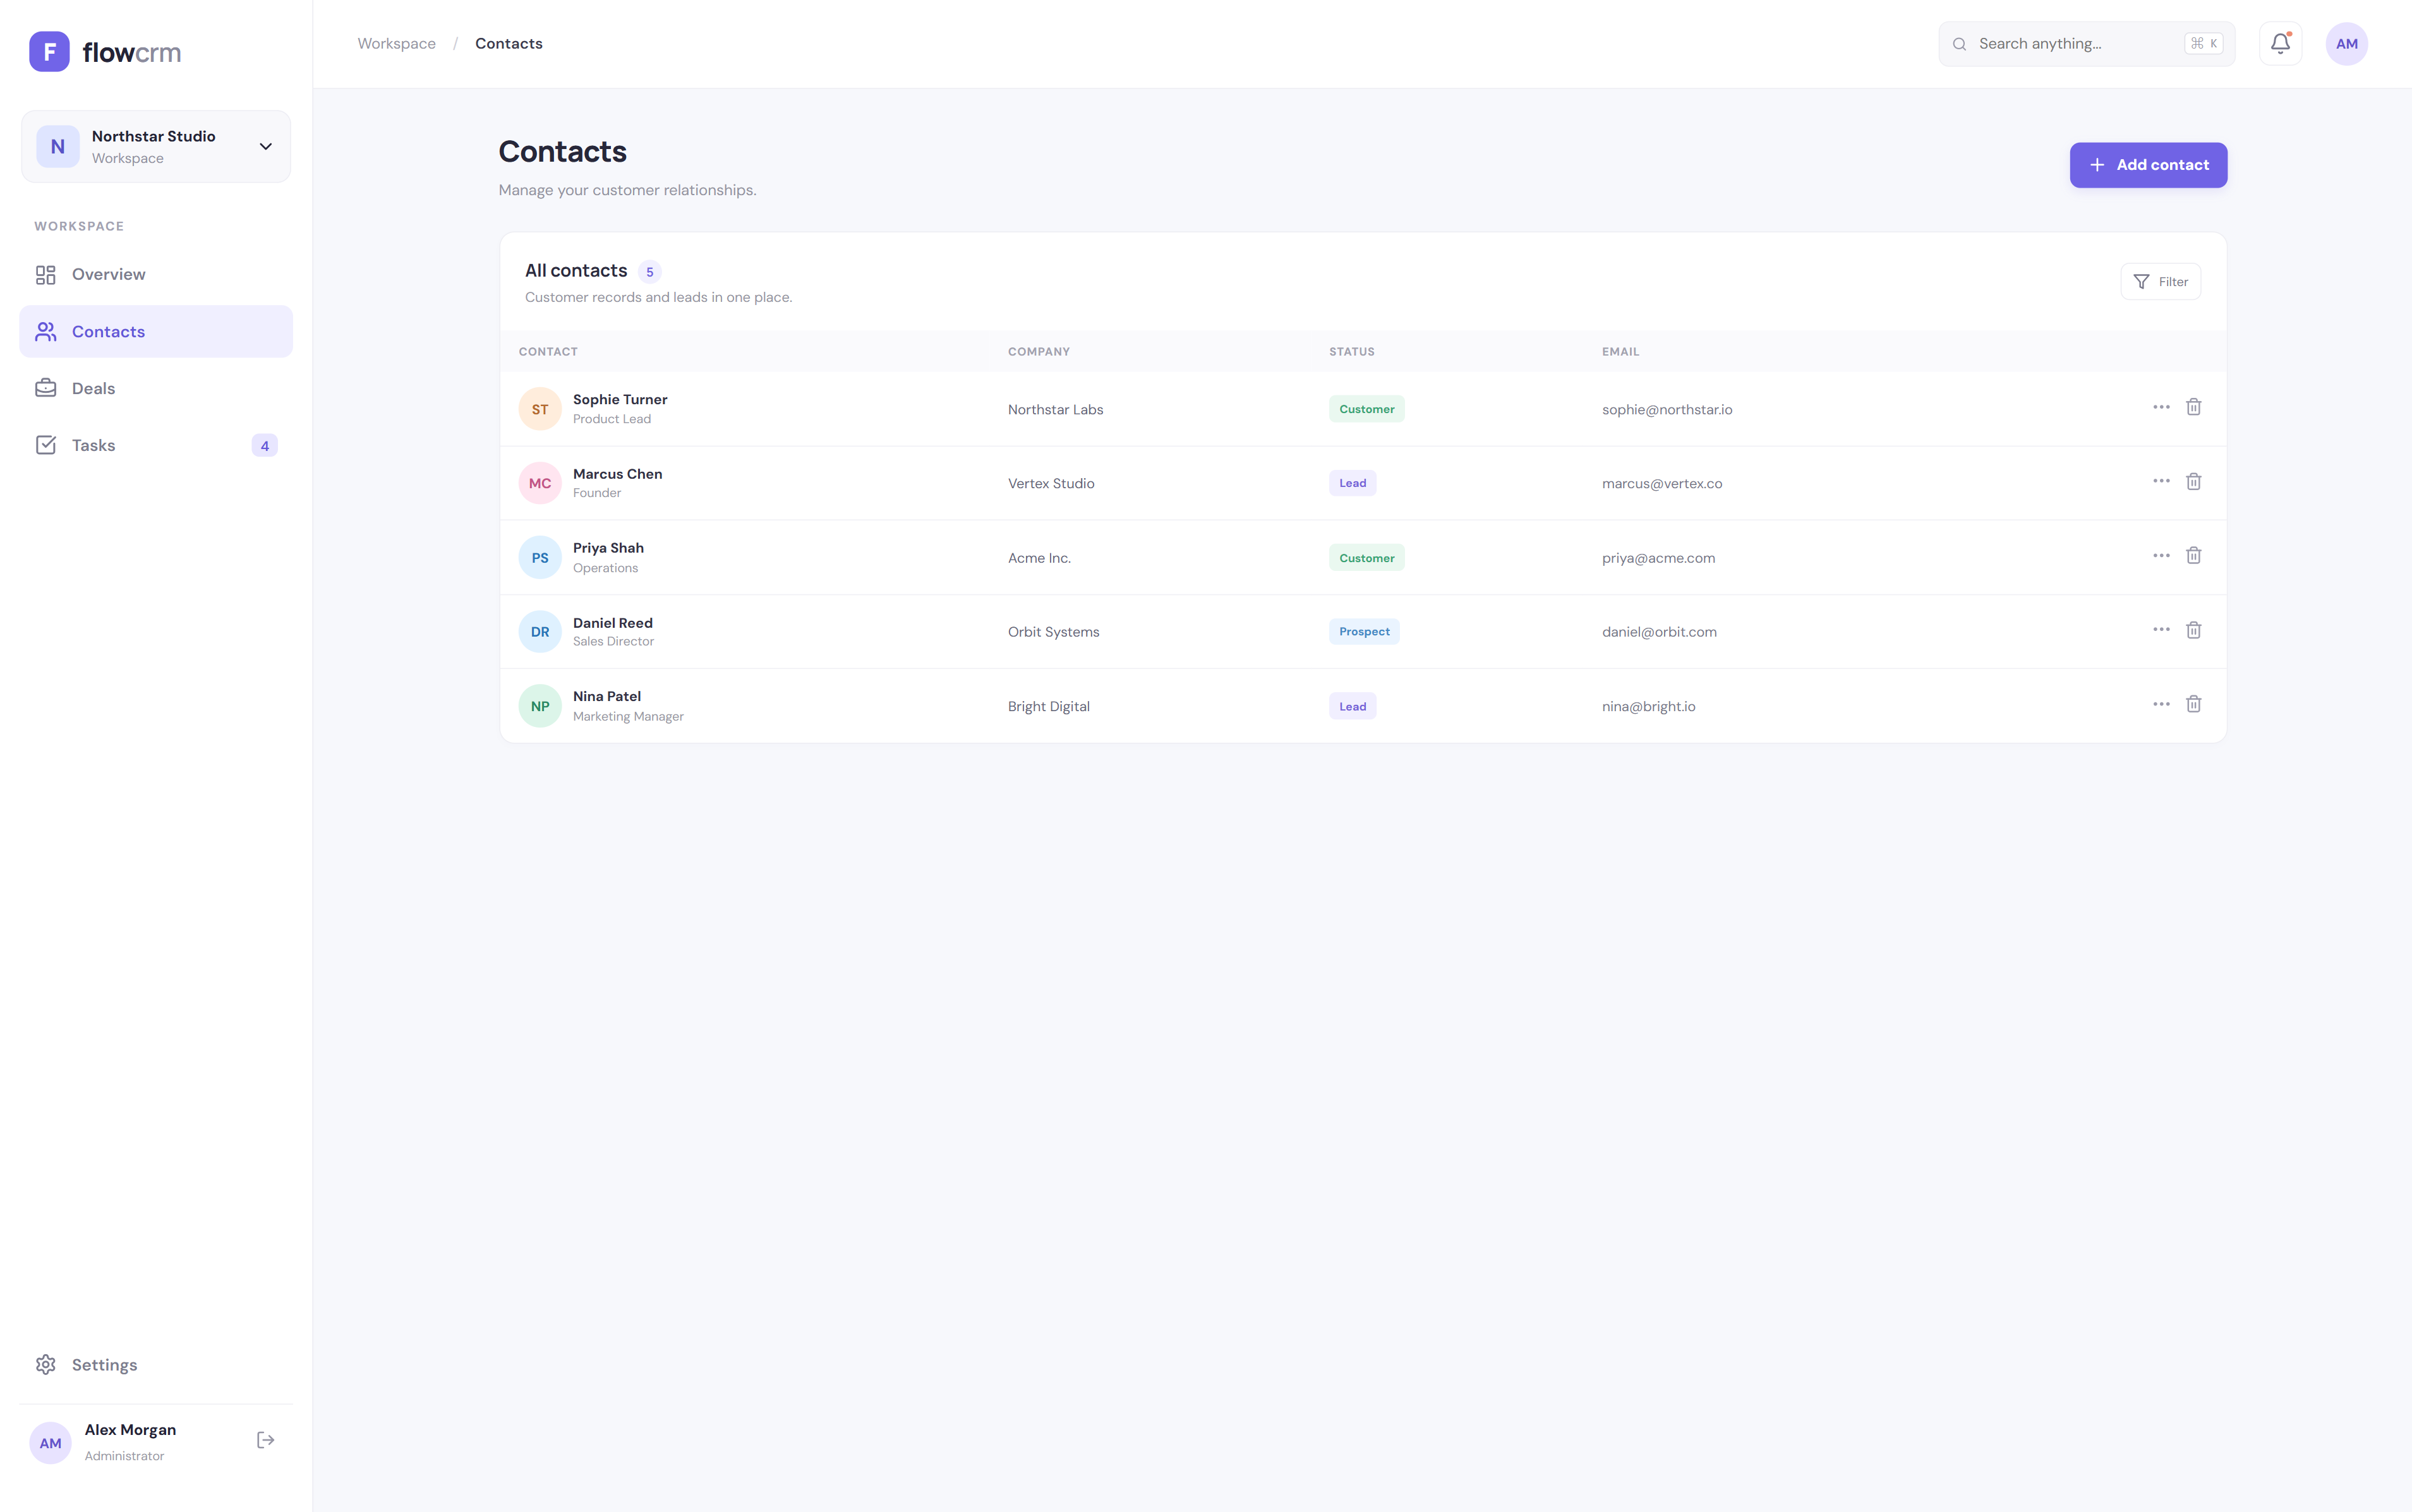 F flowcrm
N Northstar Studio
Workspace
WORKSPACE
Overview
Contacts
Deals
Tasks 4
Settings
AM Alex Morgan
Administrator
Workspace / Contacts
Search anything... ⌘ K
AM
Contacts
Manage your customer relationships.
+ Add contact
All contacts 5
Customer records and leads in one place.
Filter
CONTACT COMPANY STATUS EMAIL
ST Sophie Turner
Product Lead
Northstar Labs Customer sophie@northstar.io
MC Marcus Chen
Founder
Vertex Studio Lead marcus@vertex.co
PS Priya Shah
Operations
Acme Inc. Customer priya@acme.com
DR Daniel Reed
Sales Director
Orbit Systems Prospect daniel@orbit.com
NP Nina Patel
Marketing Manager
Bright Digital Lead nina@bright.io